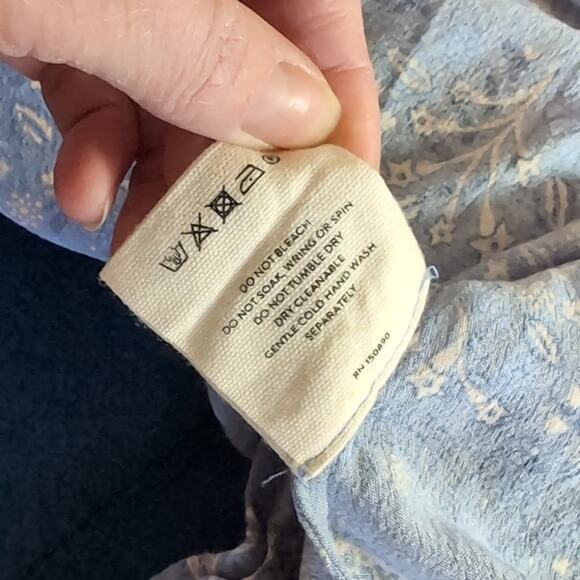 DO NOT BLEACH
DO NOT SOAK, WRING OR SPIN
DO NOT TUMBLE DRY
DRY CLEANABLE
GENTLE COLD HAND WASH
SEPARATELY
RN 150890